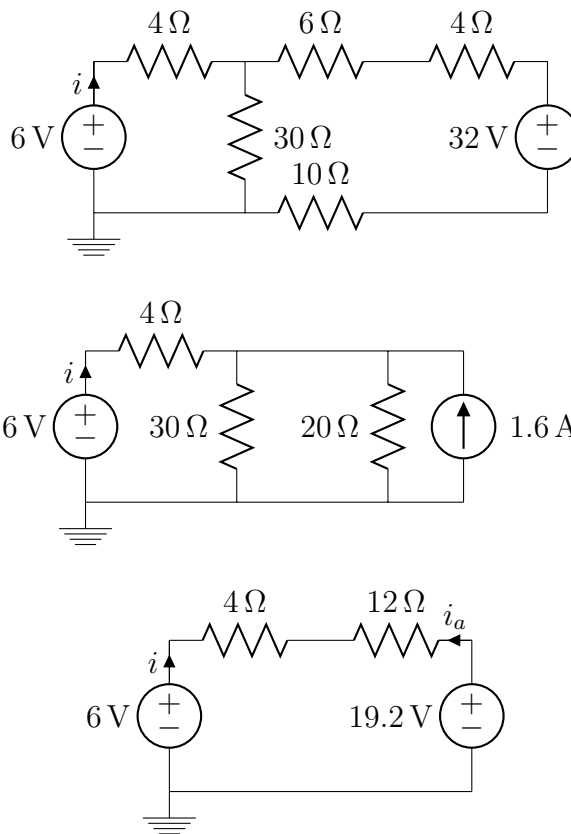 4 Ω 6 Ω 4 Ω
i
6 V + − 30 Ω 32 V + −
10 Ω
4 Ω
i
6 V + − 30 Ω 20 Ω 1.6 A
4 Ω 12 Ω
i i_a
6 V + − 19.2 V + −